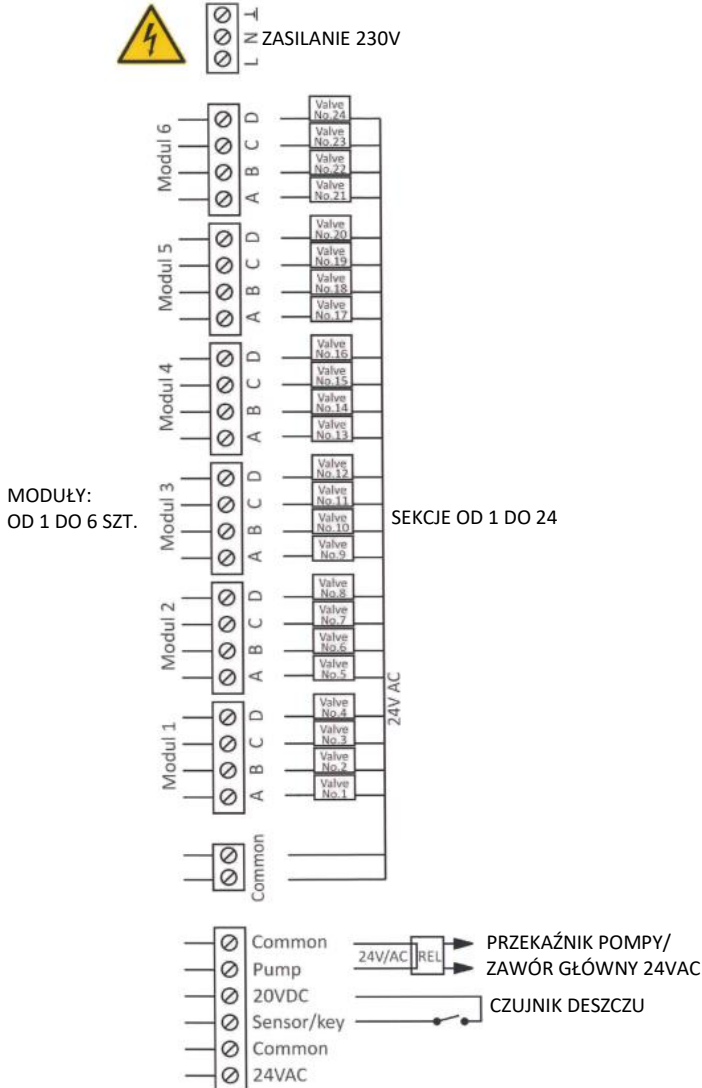 L N ⏚ ZASILANIE 230V
Modul 6
D Valve No.24
C Valve No.23
B Valve No.22
A Valve No.21
Modul 5
D Valve No.20
C Valve No.19
B Valve No.18
A Valve No.17
Modul 4
D Valve No.16
C Valve No.15
B Valve No.14
A Valve No.13
MODUŁY:
OD 1 DO 6 SZT.
Modul 3
D Valve No.12
C Valve No.11
B Valve No.10
A Valve No.9
SEKCJE OD 1 DO 24
Modul 2
D Valve No.8
C Valve No.7
B Valve No.6
A Valve No.5
24V AC
Modul 1
D Valve No.4
C Valve No.3
B Valve No.2
A Valve No.1
Common
Common 24V/AC REL PRZEKAŹNIK POMPY/
Pump ZAWÓR GŁÓWNY 24VAC
20VDC CZUJNIK DESZCZU
Sensor/key
Common
24VAC